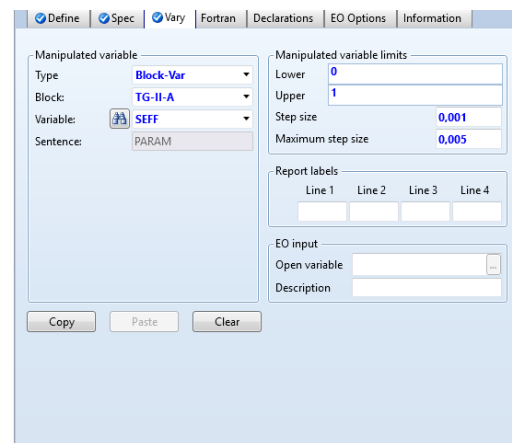 Define Spec Vary Fortran Declarations EO Options Information
Manipulated variable
Type Block-Var
Block: TG-II-A
Variable: SEFF
Sentence: PARAM
Manipulated variable limits
Lower 0
Upper 1
Step size 0,001
Maximum step size 0,005
Report labels
Line 1 Line 2 Line 3 Line 4
EO input
Open variable ...
Description
Copy Paste Clear